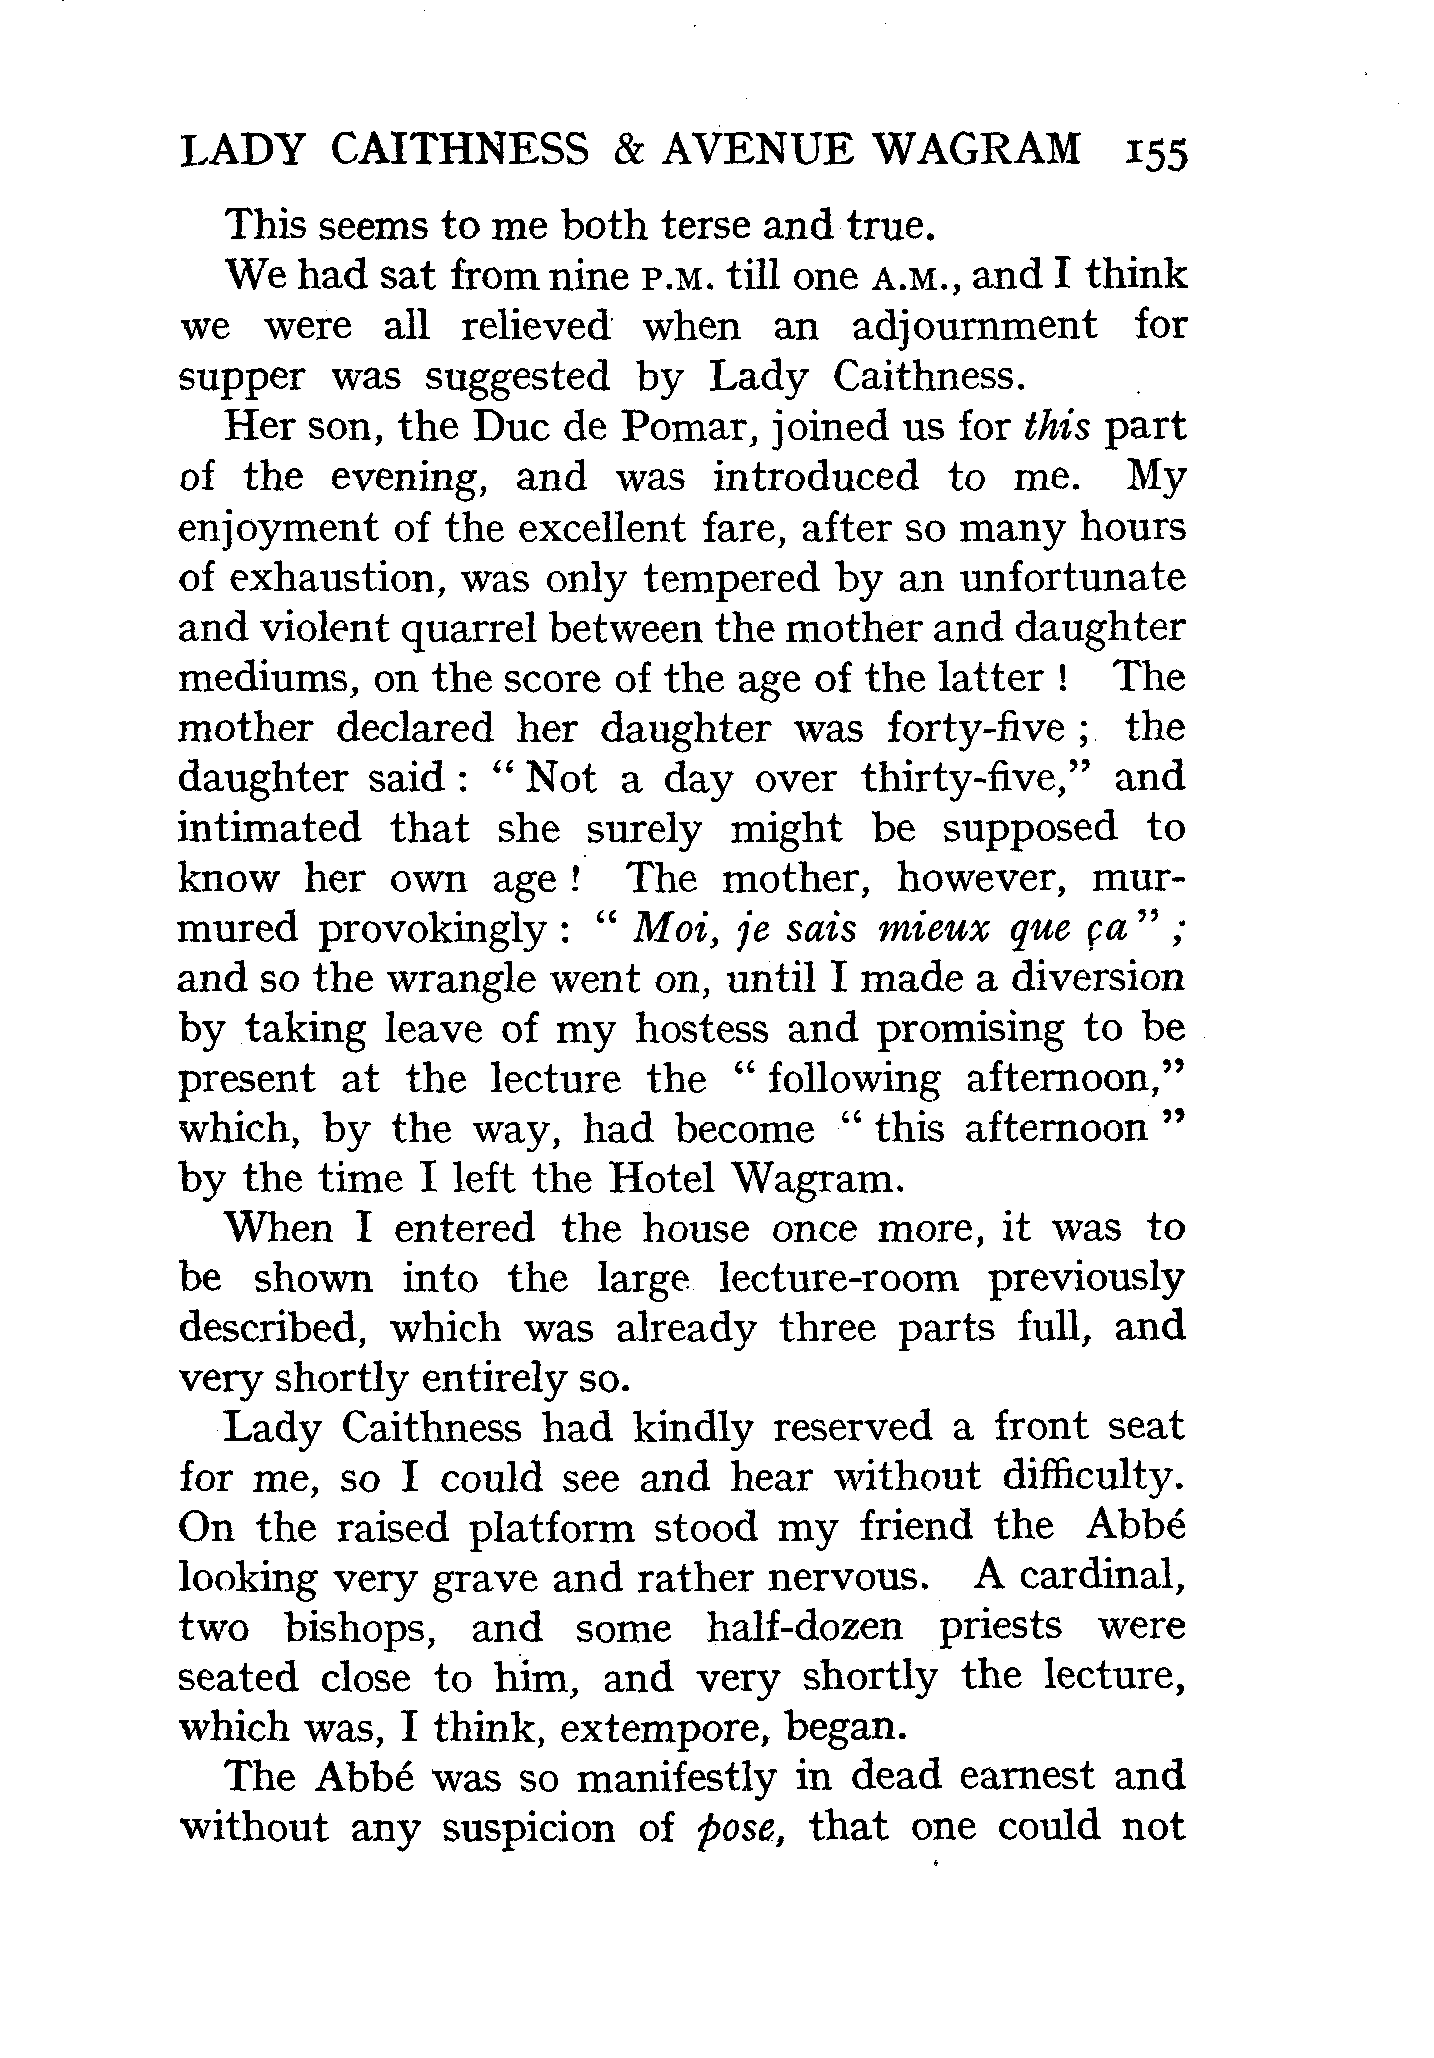 LADY CAITHNESS & AVENUE WAGRAM 155
This seems to me both terse and true.
We had sat from nine P.M. till one A.M., and I think
we were all relieved when an adjournment for
supper was suggested by Lady Caithness.
Her son, the Duc de Pomar, joined us for this part
of the evening, and was introduced to me. My
enjoyment of the excellent fare, after so many hours
of exhaustion, was only tempered by an unfortunate
and violent quarrel between the mother and daughter
mediums, on the score of the age of the latter ! The
mother declared her daughter was forty-five ; the
daughter said : “ Not a day over thirty-five,” and
intimated that she surely might be supposed to
know her own age ! The mother, however, mur-
mured provokingly : “ Moi, je sais mieux que ça ” ;
and so the wrangle went on, until I made a diversion
by taking leave of my hostess and promising to be
present at the lecture the “ following afternoon,”
which, by the way, had become “ this afternoon ”
by the time I left the Hotel Wagram.
When I entered the house once more, it was to
be shown into the large lecture-room previously
described, which was already three parts full, and
very shortly entirely so.
Lady Caithness had kindly reserved a front seat
for me, so I could see and hear without difficulty.
On the raised platform stood my friend the Abbé
looking very grave and rather nervous. A cardinal,
two bishops, and some half-dozen priests were
seated close to him, and very shortly the lecture,
which was, I think, extempore, began.
The Abbé was so manifestly in dead earnest and
without any suspicion of pose, that one could not